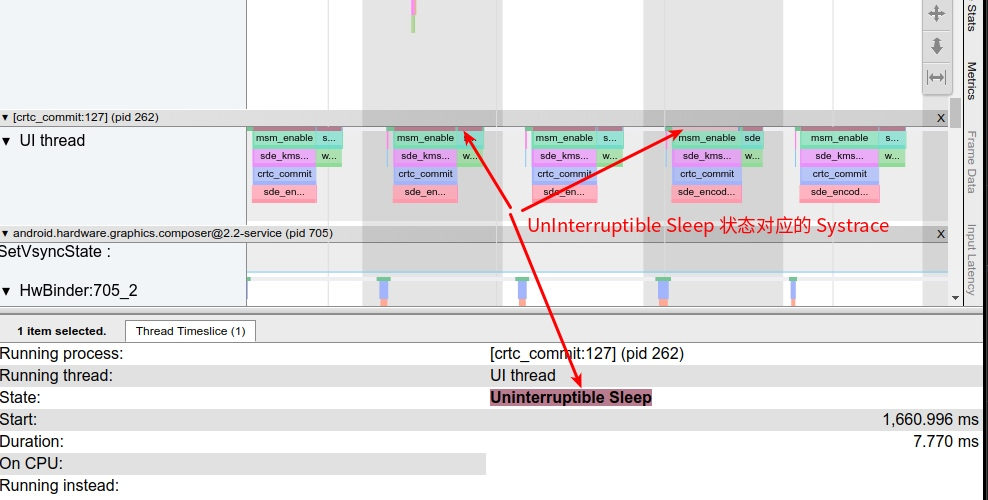 Stats
Metrics
Frame Data
Input Latency
▼ [crtc_commit:127] (pid 262) X
▼ UI thread
msm_enable s... msm_enable s... msm_enable s... msm_enable sde msm_enable s...
sde_kms... w... sde_kms... w... sde_kms... w... sde_kms... w... sde_kms... w...
crtc_commit crtc_commit crtc_commit crtc_commit crtc_commit
sde_en... sde_en... sde_en... sde_encod... sde_encod...
UnInterruptible Sleep 状态对应的 Systrace
▼ android.hardware.graphics.composer@2.2-service (pid 705) X
SetVsyncState :
▼ HwBinder:705_2
1 item selected. Thread Timeslice (1)
Running process: [crtc_commit:127] (pid 262)
Running thread: UI thread
State: Uninterruptible Sleep
Start: 1,660.996 ms
Duration: 7.770 ms
On CPU:
Running instead: